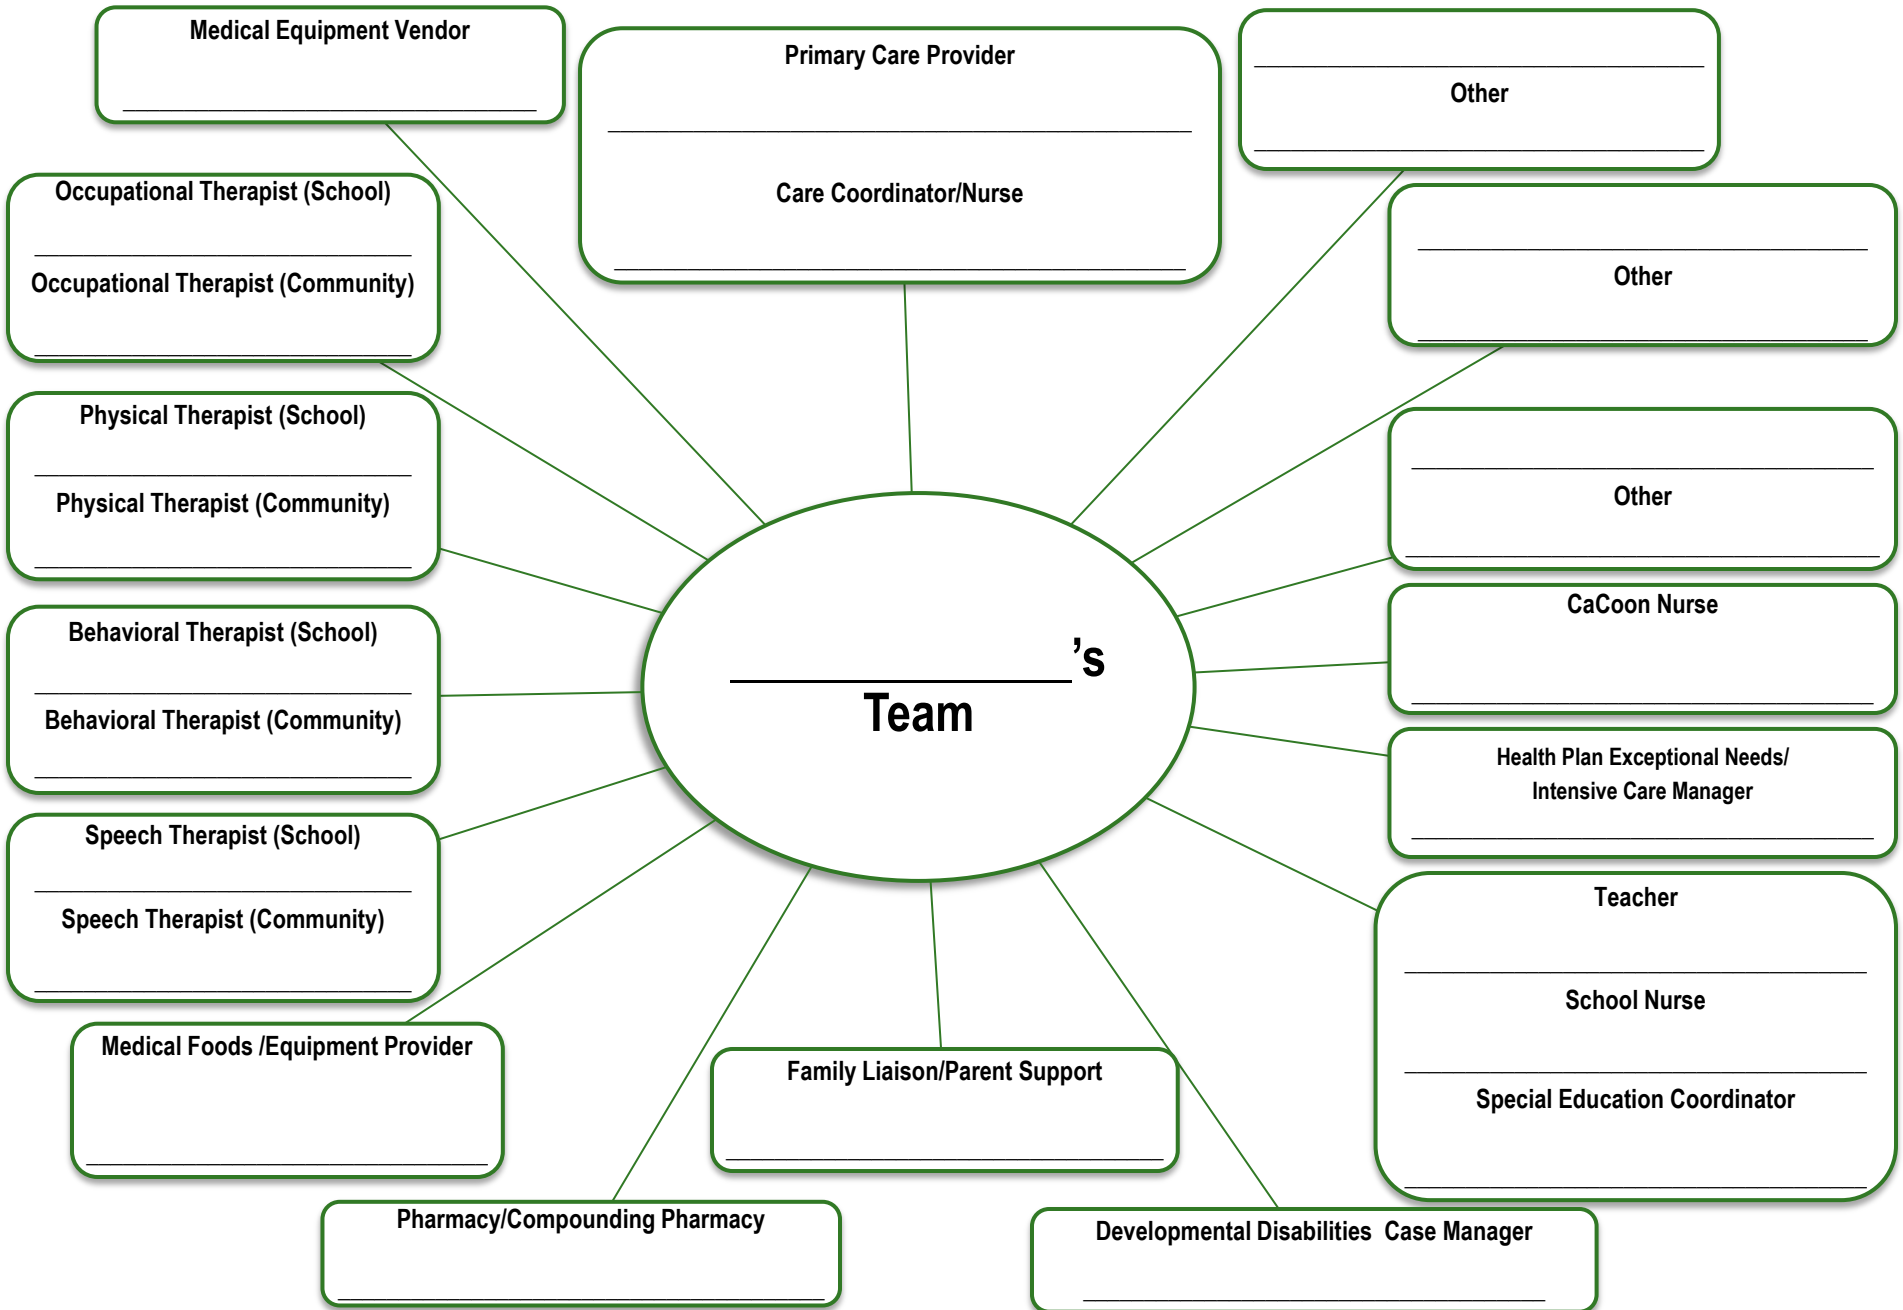 Medical Equipment Vendor
Primary Care Provider
Care Coordinator/Nurse
Other
Other
Other
Occupational Therapist (School)
Occupational Therapist (Community)
Physical Therapist (School)
Physical Therapist (Community)
Behavioral Therapist (School)
Behavioral Therapist (Community)
Speech Therapist (School)
Speech Therapist (Community)
______________'s
Team
CaCoon Nurse
Health Plan Exceptional Needs/
Intensive Care Manager
Teacher
School Nurse
Special Education Coordinator
Medical Foods /Equipment Provider
Family Liaison/Parent Support
Pharmacy/Compounding Pharmacy
Developmental Disabilities  Case Manager